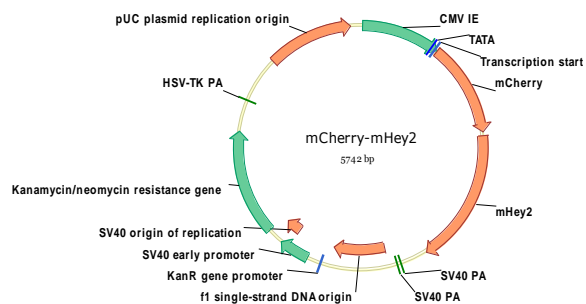 pUC plasmid replication origin
CMV IE
TATA
Transcription start
mCherry
HSV-TK PA
mCherry-mHey2
5742 bp
Kanamycin/neomycin resistance gene
mHey2
SV40 origin of replication
SV40 early promoter
KanR gene promoter
SV40 PA
f1 single-strand DNA origin
SV40 PA